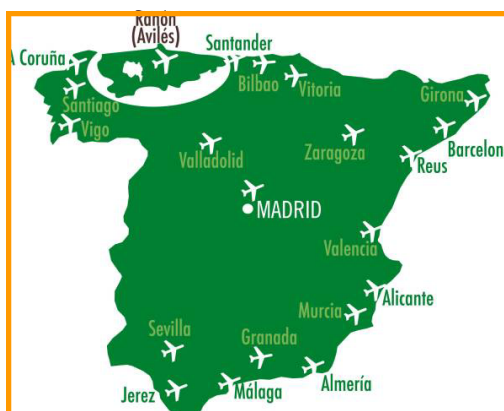 Ranón
(Avilés)
A Coruña
Santander
Bilbao
Vitoria
Santiago
Vigo
Girona
Barcelon
Valladolid
Zaragoza
Reus
MADRID
Valencia
Alicante
Murcia
Sevilla
Granada
Jerez
Málaga
Almería